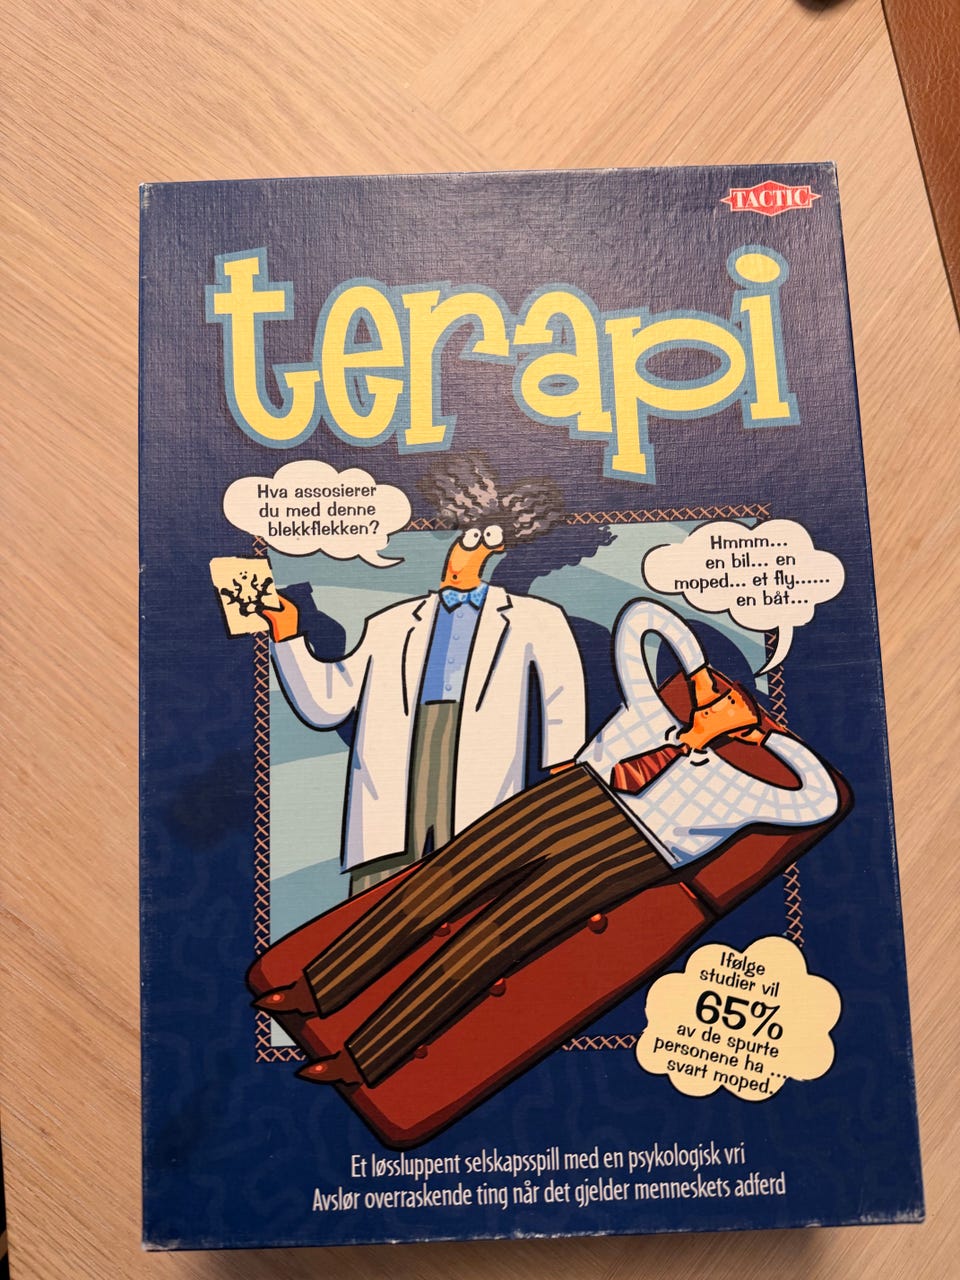 TACTIC
terapi
Hva assosierer
du med denne
blekkflekken?
Hmmm...
en bil... en
moped... et fly......
en båt...
Ifølge
studier vil
65%
av de spurte
personene ha ...
svart moped.
Et løssluppent selskapsspill med en psykologisk vri
Avslør overraskende ting når det gjelder menneskets adferd